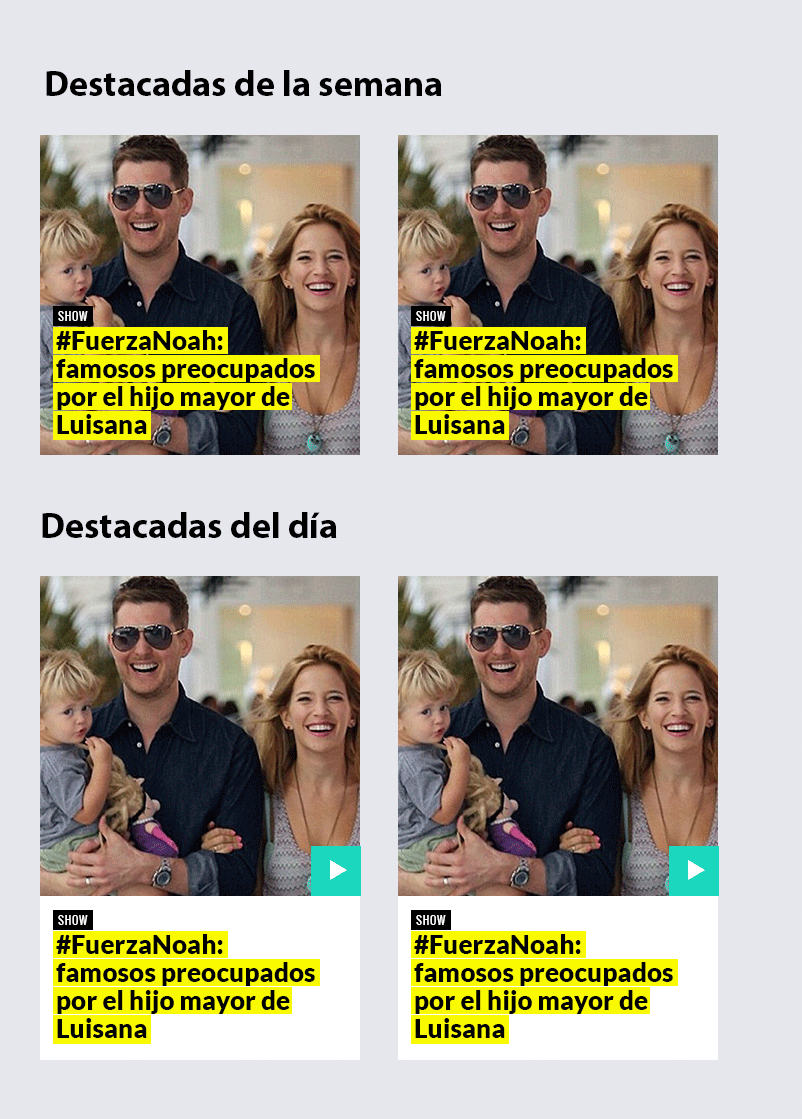 Destacadas de la semana
SHOW
#FuerzaNoah:
famosos preocupados
por el hijo mayor de
Luisana
SHOW
#FuerzaNoah:
famosos preocupados
por el hijo mayor de
Luisana
Destacadas del día
SHOW
#FuerzaNoah:
famosos preocupados
por el hijo mayor de
Luisana
SHOW
#FuerzaNoah:
famosos preocupados
por el hijo mayor de
Luisana